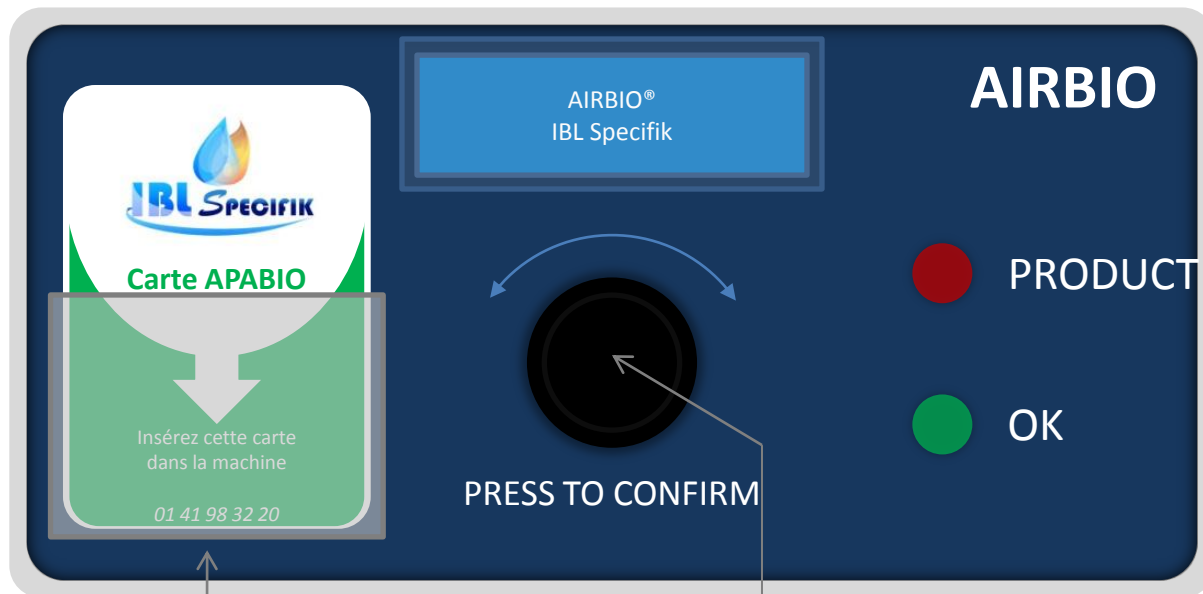 IBL SPECIFIK
Carte APABIO
Insérez cette carte
dans la machine
01 41 98 32 20
AIRBIO®
IBL Specifik
PRESS TO CONFIRM
AIRBIO
PRODUCT
OK